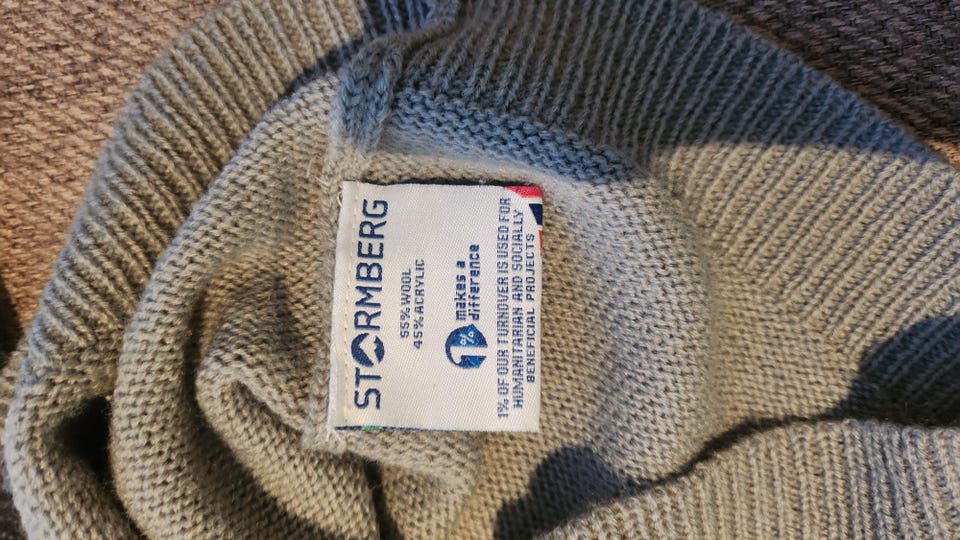 STORMBERG
55% WOOL
45% ACRYLIC
1%
makes a
difference
1% OF OUR TURNOVER IS USED FOR
HUMANITARIAN AND SOCIALLY
BENEFICIAL PROJECTS